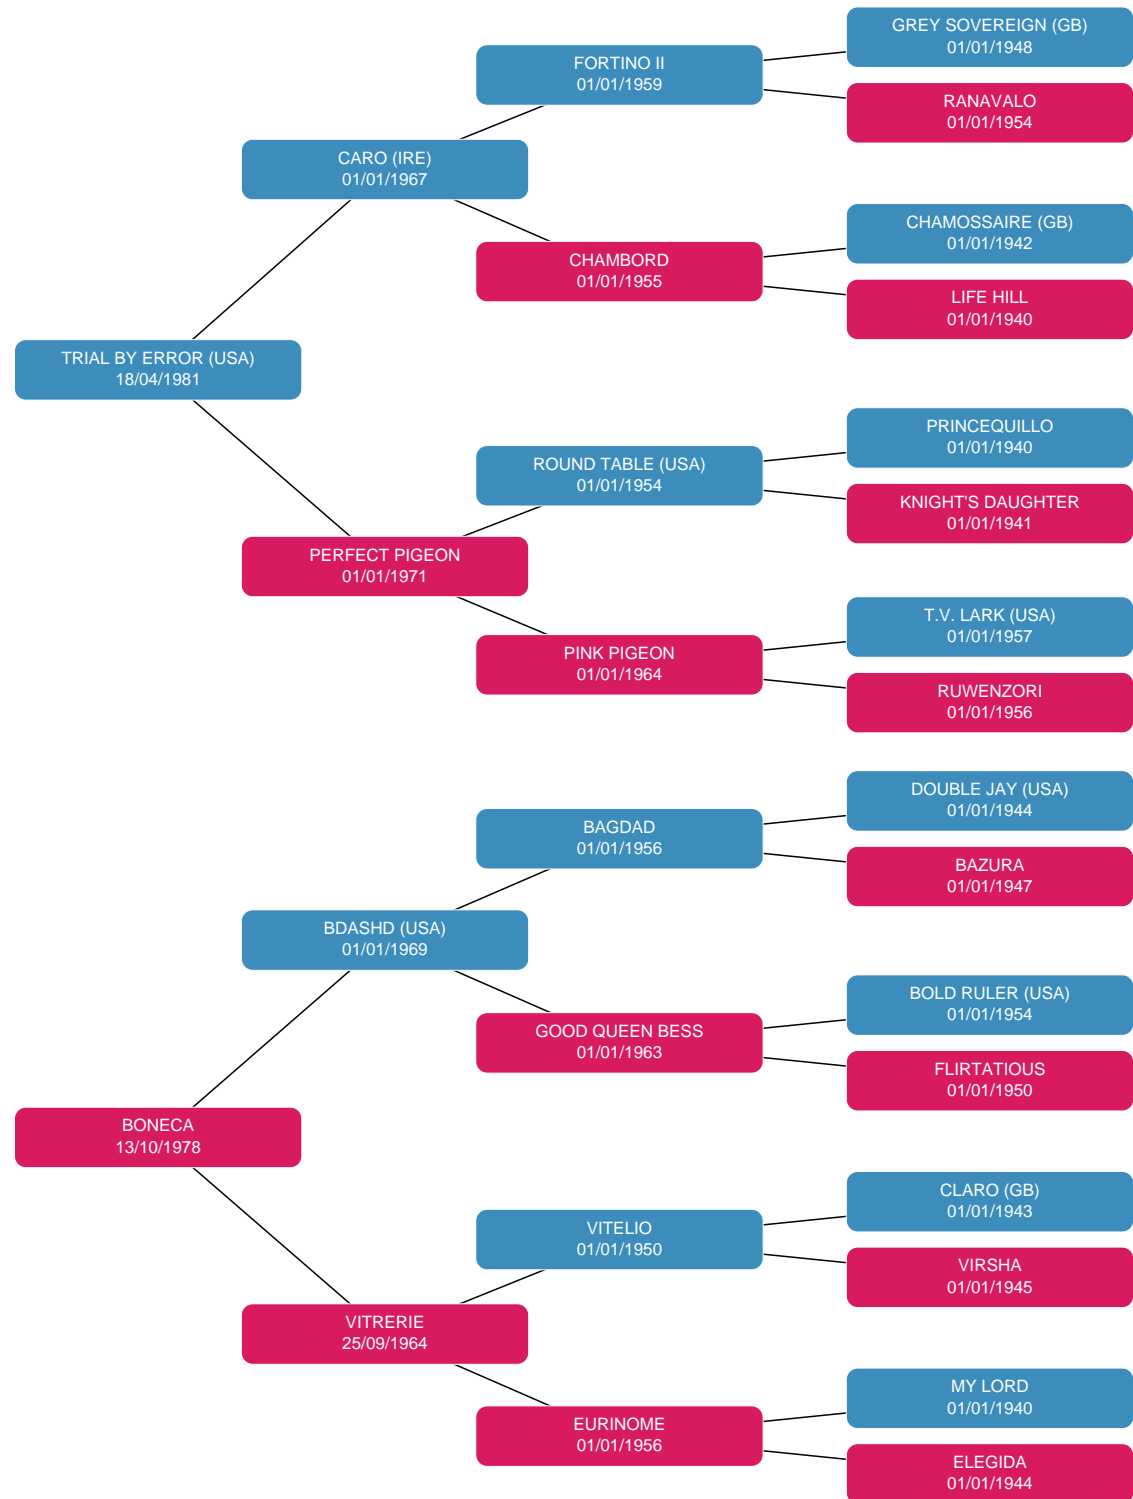 GREY SOVEREIGN (GB)
01/01/1948
FORTINO II
01/01/1959
RANAVALO
01/01/1954
CARO (IRE)
01/01/1967
CHAMOSSAIRE (GB)
01/01/1942
CHAMBORD
01/01/1955
LIFE HILL
01/01/1940
TRIAL BY ERROR (USA)
18/04/1981
PRINCEQUILLO
01/01/1940
ROUND TABLE (USA)
01/01/1954
KNIGHT'S DAUGHTER
01/01/1941
PERFECT PIGEON
01/01/1971
T.V. LARK (USA)
01/01/1957
PINK PIGEON
01/01/1964
RUWENZORI
01/01/1956
DOUBLE JAY (USA)
01/01/1944
BAGDAD
01/01/1956
BAZURA
01/01/1947
BDASHD (USA)
01/01/1969
BOLD RULER (USA)
01/01/1954
GOOD QUEEN BESS
01/01/1963
FLIRTATIOUS
01/01/1950
BONECA
13/10/1978
CLARO (GB)
01/01/1943
VITELIO
01/01/1950
VIRSHA
01/01/1945
VITRERIE
25/09/1964
MY LORD
01/01/1940
EURINOME
01/01/1956
ELEGIDA
01/01/1944